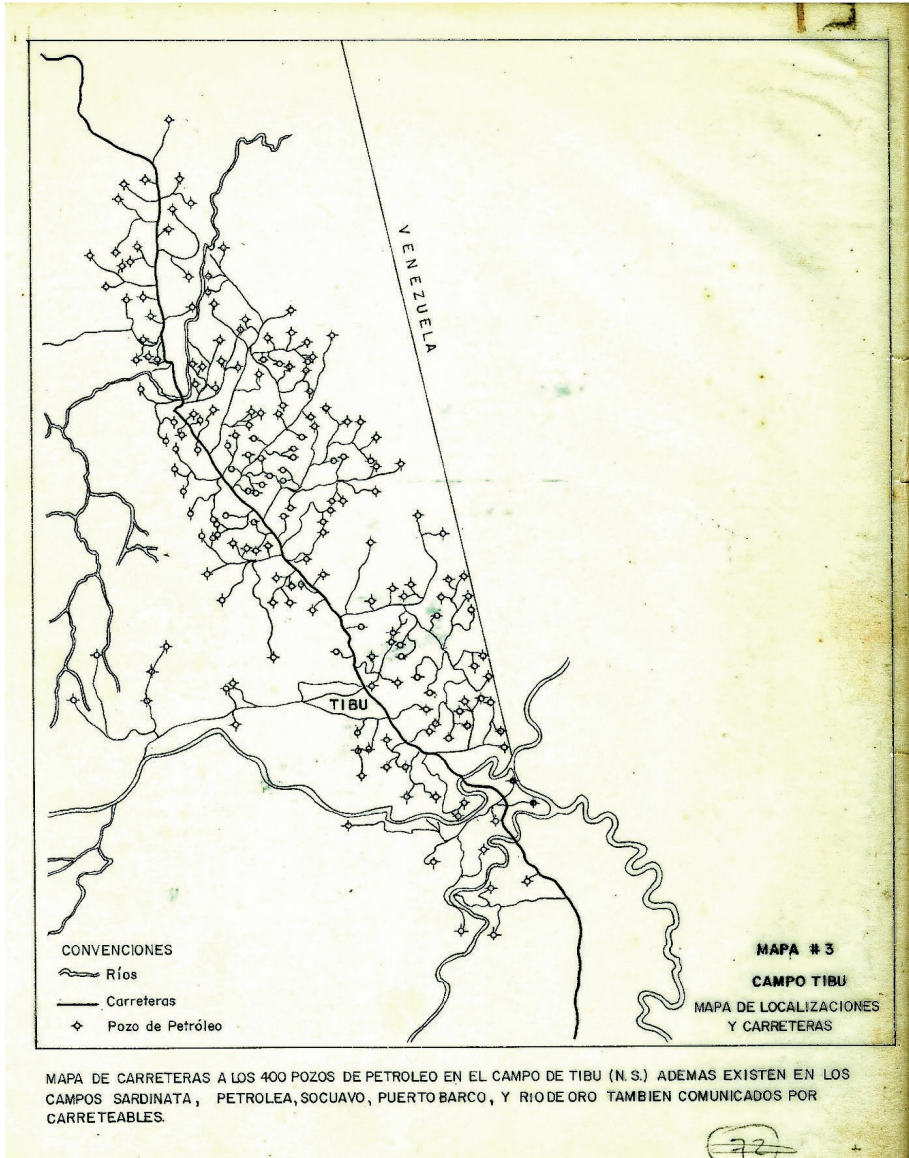 VENEZUELA
TIBU
CONVENCIONES
Ríos
Carreteras
Pozo de Petróleo
MAPA # 3
CAMPO TIBU
MAPA DE LOCALIZACIONES
Y CARRETERAS
MAPA DE CARRETERAS A LOS 400 POZOS DE PETROLEO EN EL CAMPO DE TIBU (N.S.) ADEMAS EXISTEN EN LOS
CAMPOS SARDINATA, PETROLEA, SOCUAVO, PUERTO BARCO, Y RIO DE ORO TAMBIEN COMUNICADOS POR
CARRETEABLES.
72